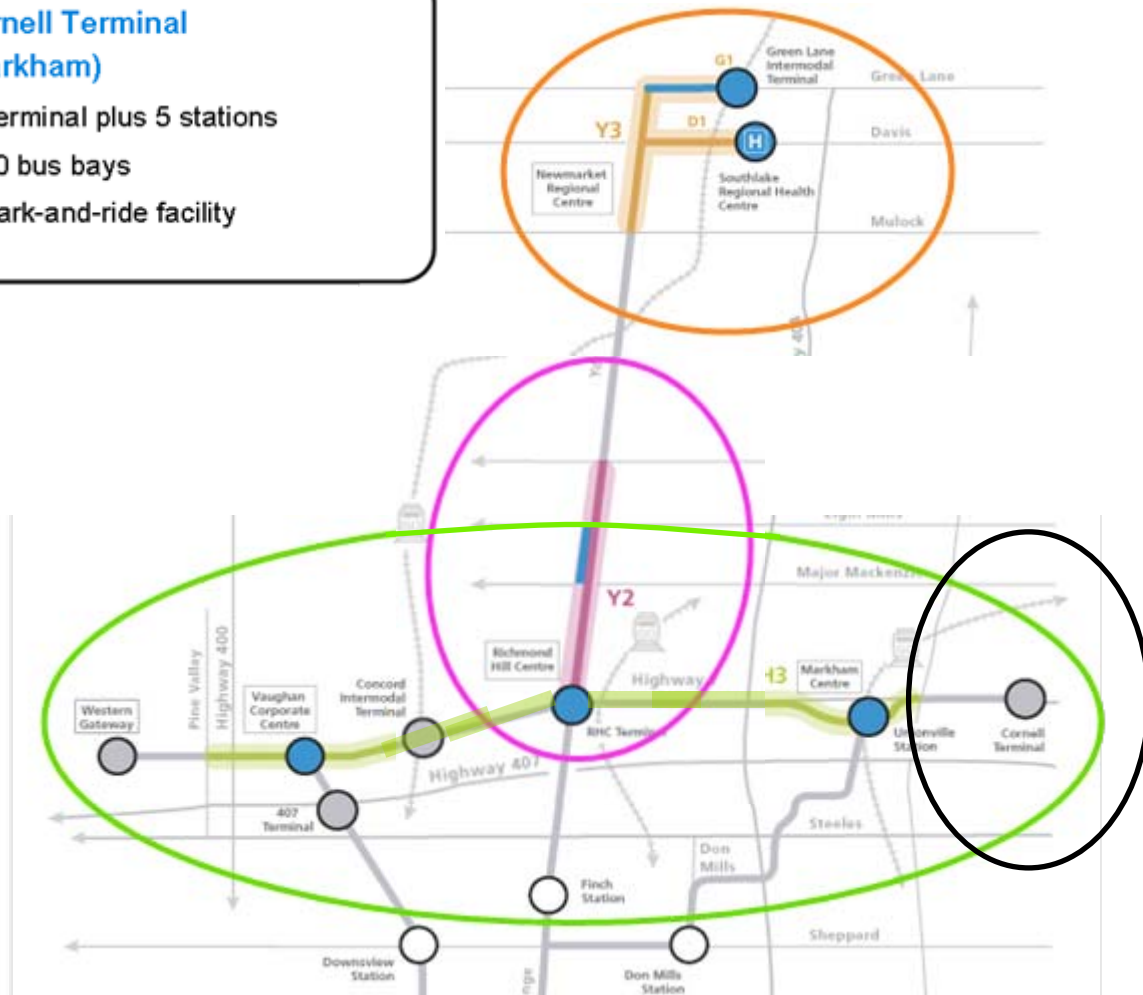 nell Terminal
rkham)
erminal plus 5 stations
0 bus bays
ark-and-ride facility
G1
Green Lane
Intermodal
Terminal
Green Lane
Y3
D1
Davis
H
Newmarket
Regional
Centre
Southlake
Regional Health
Centre
Mulock
Y2
Major Mackenzie
Pine Valley
Highway 400
Richmond
Hill Centre
Highway
H3
Markham
Centre
Concord
Intermodal
Terminal
Vaughan
Corporate
Centre
Western
Gateway
RHC Terminal
Unionville
Station
Cornell
Terminal
Highway 407
407
Terminal
Steeles
Don
Mills
Finch
Station
Sheppard
Downsview
Station
Don Mills
Station
nge